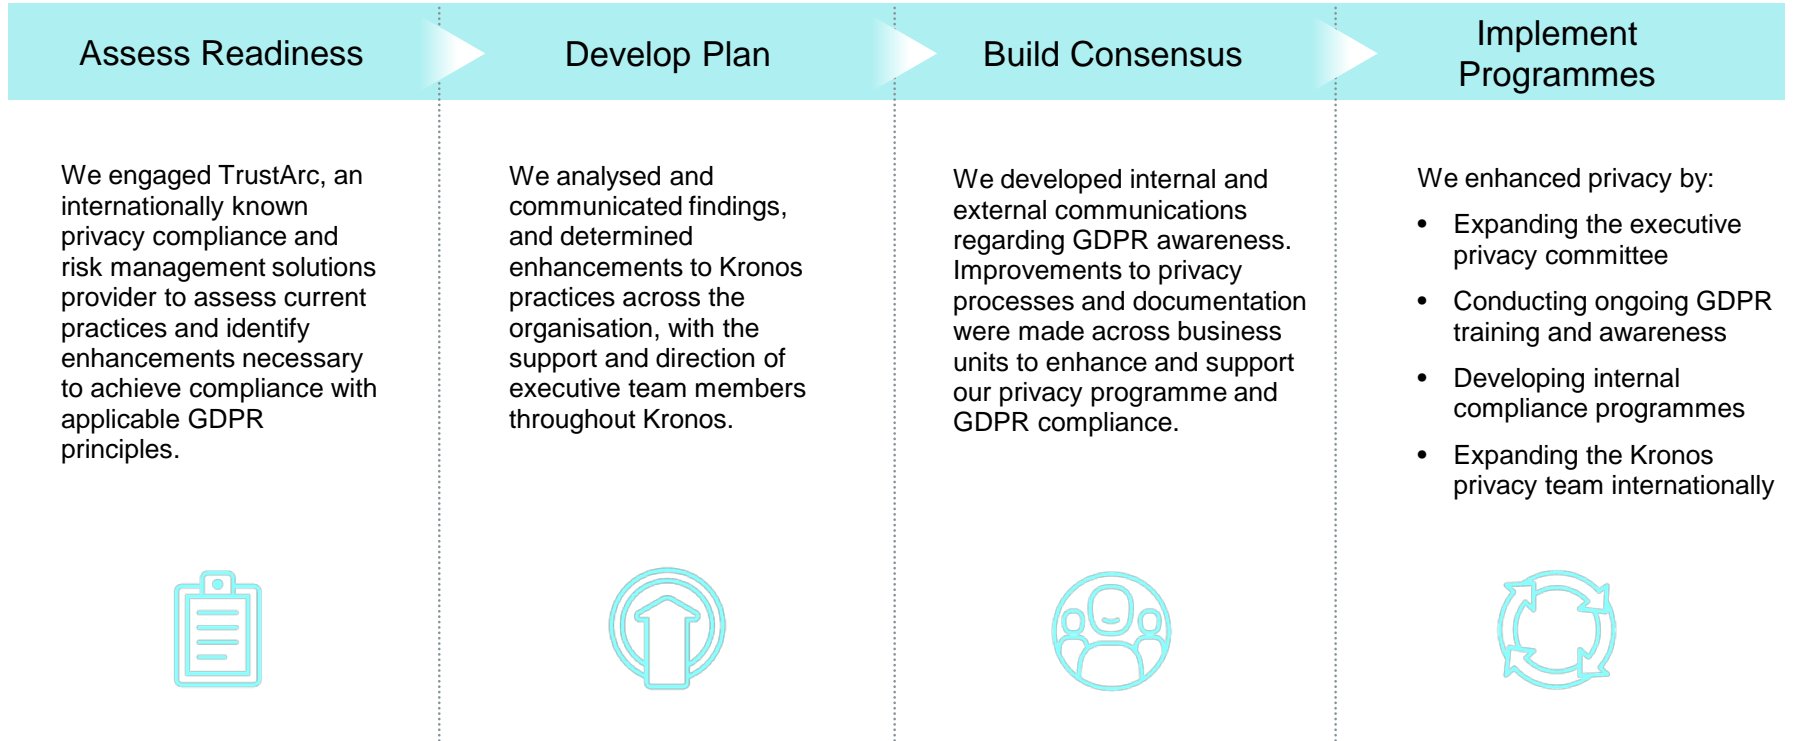 Assess Readiness
Develop Plan
Build Consensus
Implement
Programmes
We engaged TrustArc, an
internationally known
privacy compliance and
risk management solutions
provider to assess current
practices and identify
enhancements necessary
to achieve compliance with
applicable GDPR
principles.
We analysed and
communicated findings,
and determined
enhancements to Kronos
practices across the
organisation, with the
support and direction of
executive team members
throughout Kronos.
We developed internal and
external communications
regarding GDPR awareness.
Improvements to privacy
processes and documentation
were made across business
units to enhance and support
our privacy programme and
GDPR compliance.
We enhanced privacy by:
• Expanding the executive
privacy committee
• Conducting ongoing GDPR
training and awareness
• Developing internal
compliance programmes
• Expanding the Kronos
privacy team internationally